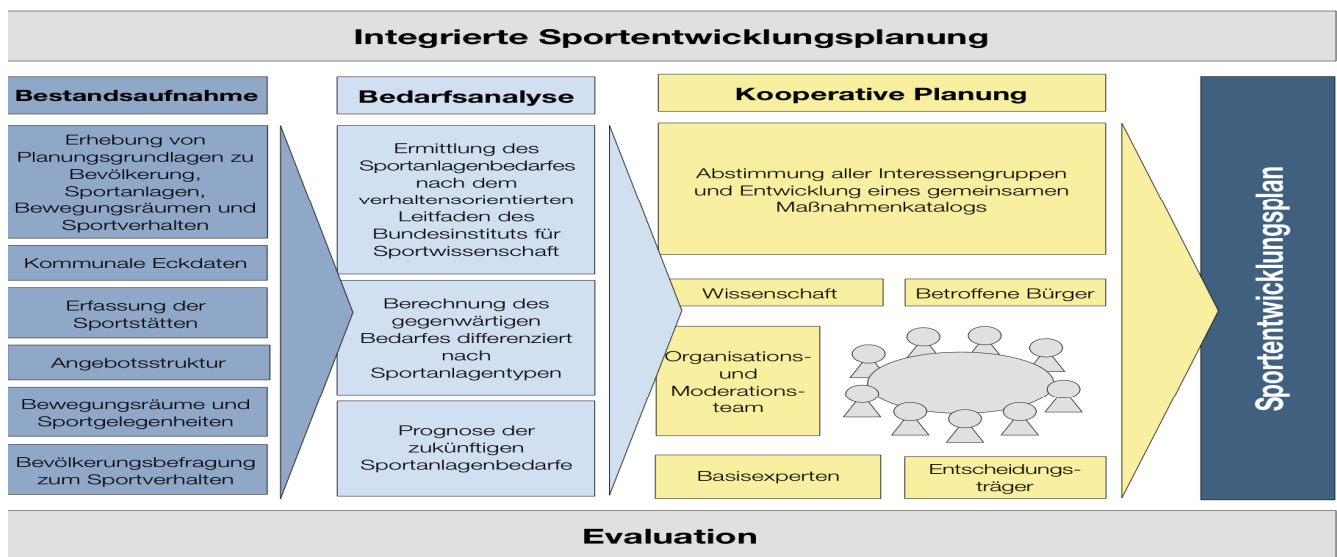 Integrierte Sportentwicklungsplanung
Bestandsaufnahme
Erhebung von
Planungsgrundlagen zu
Bevölkerung,
Sportanlagen,
Bewegungsräumen und
Sportverhalten
Kommunale Eckdaten
Erfassung der
Sportstätten
Angebotsstruktur
Bewegungsräume und
Sportgelegenheiten
Bevölkerungsbefragung
zum Sportverhalten
Bedarfsanalyse
Ermittlung des
Sportanlagenbedarfes
nach dem
verhaltensorientierten
Leitfaden des
Bundesinstituts für
Sportwissenschaft
Berechnung des
gegenwärtigen
Bedarfes differenziert
nach
Sportanlagentypen
Prognose der
zukünftigen
Sportanlagenbedarfe
Kooperative Planung
Abstimmung aller Interessengruppen
und Entwicklung eines gemeinsamen
Maßnahmenkatalogs
Wissenschaft
Betroffene Bürger
Organisations-
und
Moderations-
team
Basisexperten
Entscheidungs-
träger
Sportentwicklungsplan
Evaluation